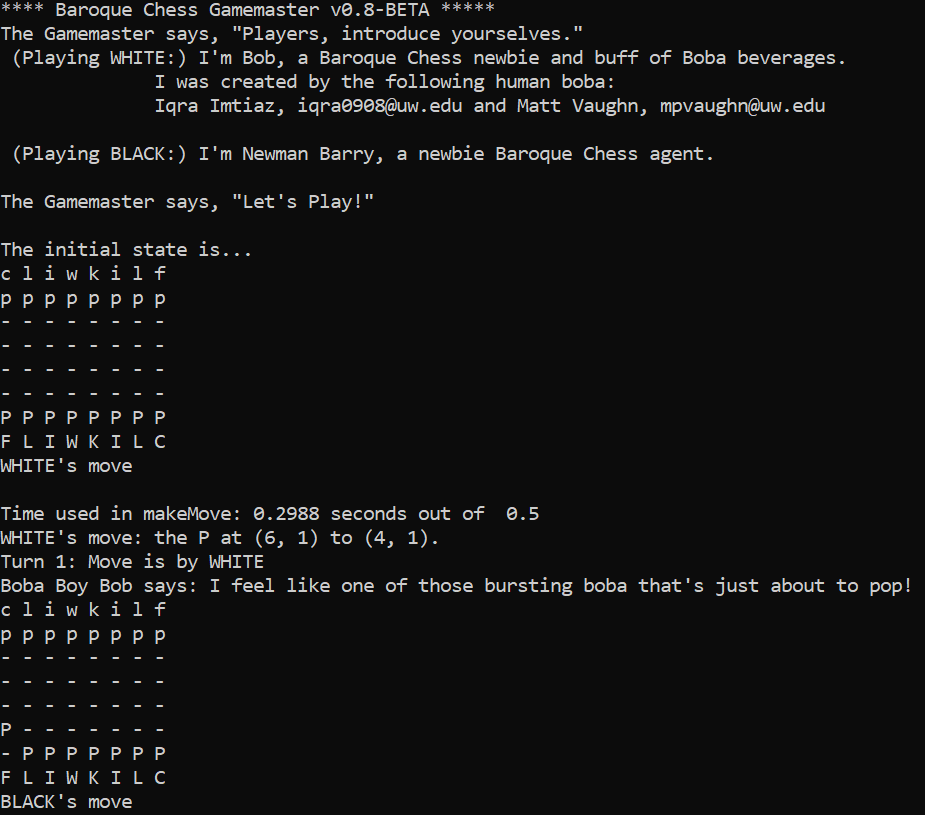 **** Baroque Chess Gamemaster v0.8-BETA *****
The Gamemaster says, "Players, introduce yourselves."
 (Playing WHITE:) I'm Bob, a Baroque Chess newbie and buff of Boba beverages.
              I was created by the following human boba:
              Iqra Imtiaz, iqra0908@uw.edu and Matt Vaughn, mpvaughn@uw.edu
 (Playing BLACK:) I'm Newman Barry, a newbie Baroque Chess agent.
The Gamemaster says, "Let's Play!"
The initial state is...
c l i w k i l f
p p p p p p p p
- - - - - - - -
- - - - - - - -
- - - - - - - -
- - - - - - - -
P P P P P P P P
F L I W K I L C
WHITE's move
Time used in makeMove: 0.2988 seconds out of  0.5
WHITE's move: the P at (6, 1) to (4, 1).
Turn 1: Move is by WHITE
Boba Boy Bob says: I feel like one of those bursting boba that's just about to pop!
c l i w k i l f
p p p p p p p p
- - - - - - - -
- - - - - - - -
- - - - - - - -
P - - - - - - -
- P P P P P P P
F L I W K I L C
BLACK's move